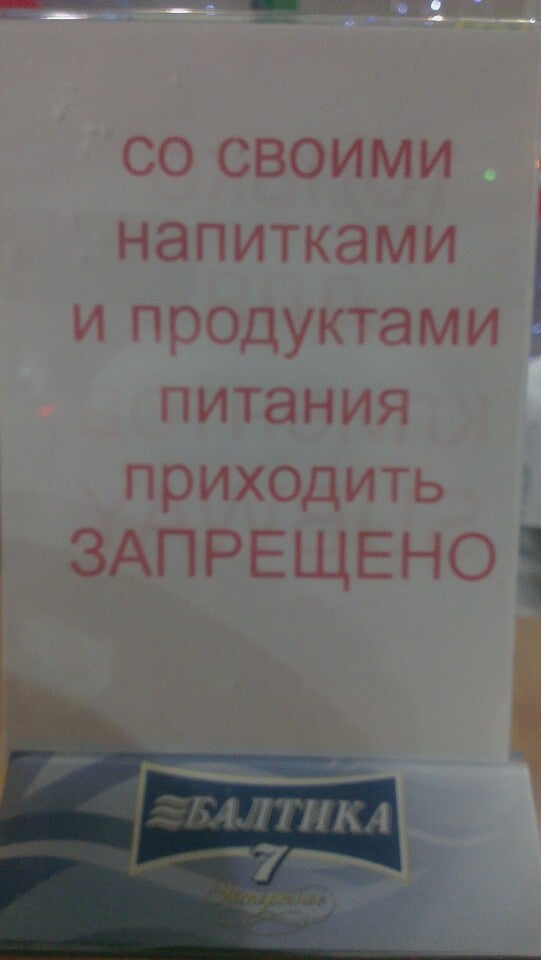 со своими
напитками
и продуктами
питания
приходить
ЗАПРЕЩЕНО
БАЛТИКА
7